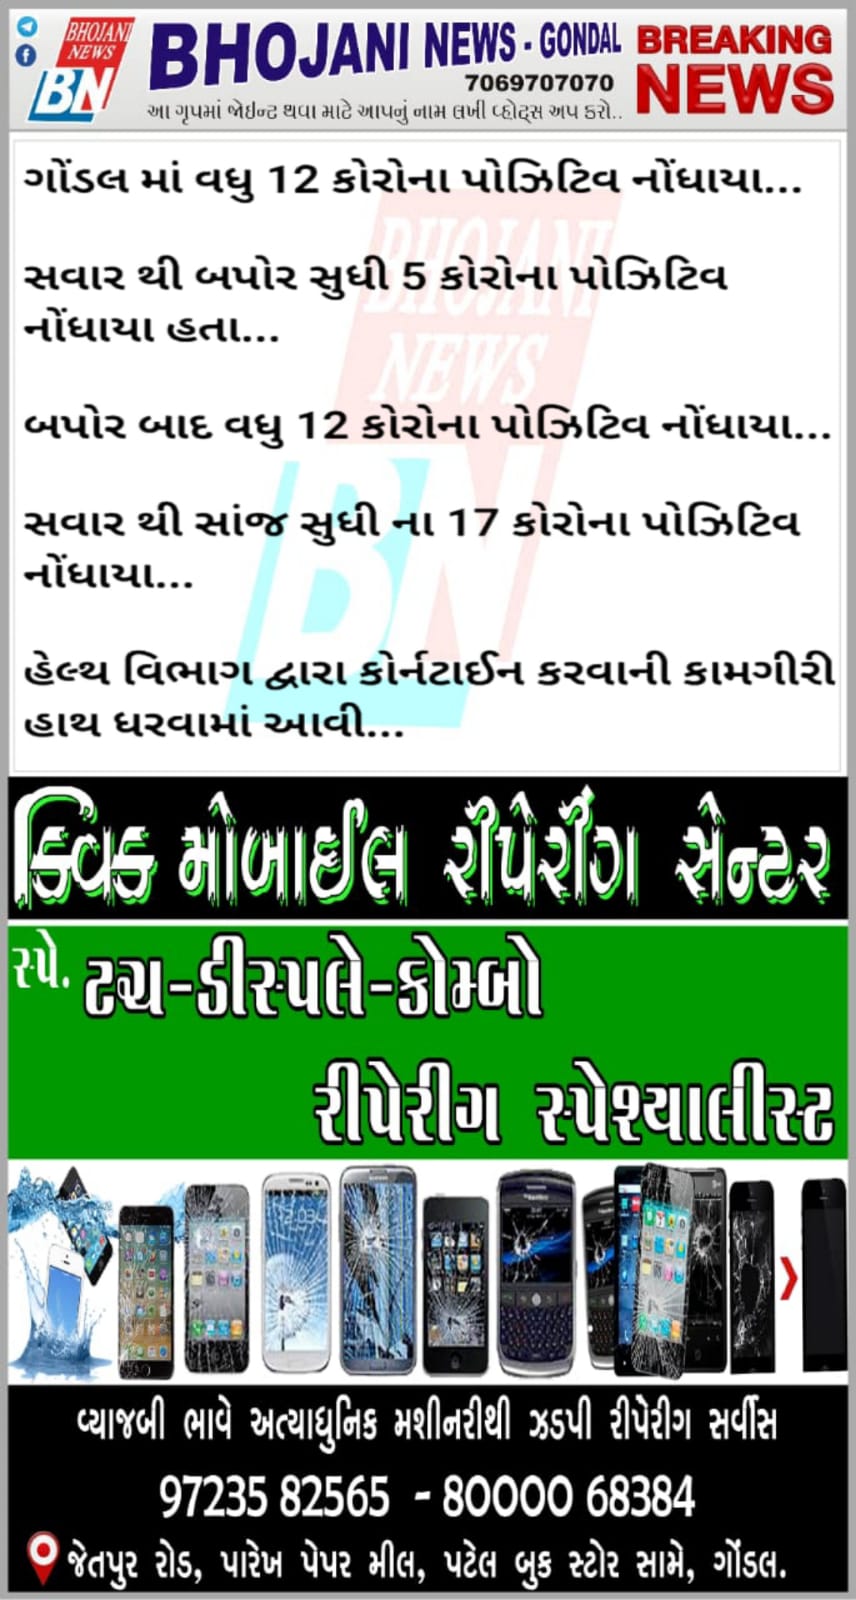 BHOJANI
NEWS
BN
BHOJANI NEWS - GONDAL
7069707070
આ ગૃપમાં જોઈન્ટ થવા માટે આપનું નામ લખી વ્હોટ્સ અપ કરો..
BREAKING
NEWS
ગોંડલ માં વધુ 12 કોરોના પોઝિટિવ નોંધાયા...
સવાર થી બપોર સુધી 5 કોરોના પોઝિટિવ
નોંધાયા હતા...
બપોર બાદ વધુ 12 કોરોના પોઝિટિવ નોંધાયા...
સવાર થી સાંજ સુધી ના 17 કોરોના પોઝિટિવ
નોંધાયા...
હેલ્થ વિભાગ દ્વારા કોર્નટાઈન કરવાની કામગીરી
હાથ ધરવામાં આવી...
BHOJANI
NEWS
BN
ક્વિક મોબાઈલ રીપેરીંગ સેન્ટર
સ્પે. ટચ-ડીસ્પલે-કોમ્બો
રીપેરીગ સ્પેશ્યાલીસ્ટ
વ્યાજબી ભાવે અત્યાધુનિક મશીનરીથી ઝડપી રીપેરીગ સર્વીસ
97235 82565 - 80000 68384
જેતપુર રોડ, પારેખ પેપર મીલ, પટેલ બુક સ્ટોર સામે, ગોંડલ.